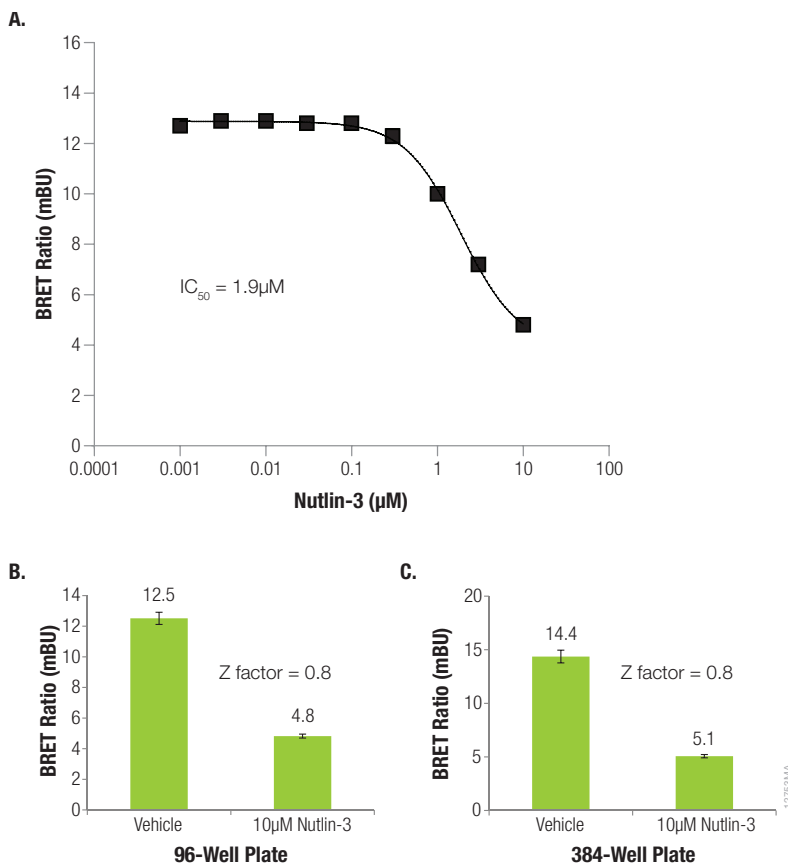 A.
16
14
12
10
8
6
4
2
0
BRET Ratio (mBU)
IC50 = 1.9µM
0.0001 0.001 0.01 0.1 1 10 100
Nutlin-3 (µM)
B.
14
12
10
8
6
4
2
0
BRET Ratio (mBU)
12.5
4.8
Z factor = 0.8
Vehicle 10µM Nutlin-3
96-Well Plate
C.
20
15
10
5
0
BRET Ratio (mBU)
14.4
5.1
Z factor = 0.8
Vehicle 10µM Nutlin-3
384-Well Plate